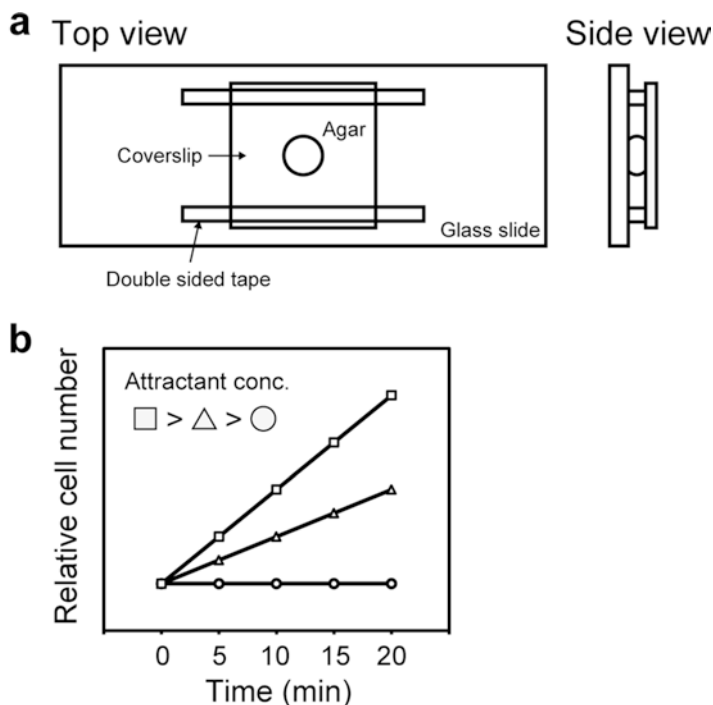 a
Top view
Side view
Agar
Coverslip
Glass slide
Double sided tape
b
Attractant conc.
□ > △ > ○
Relative cell number
0 5 10 15 20
Time (min)